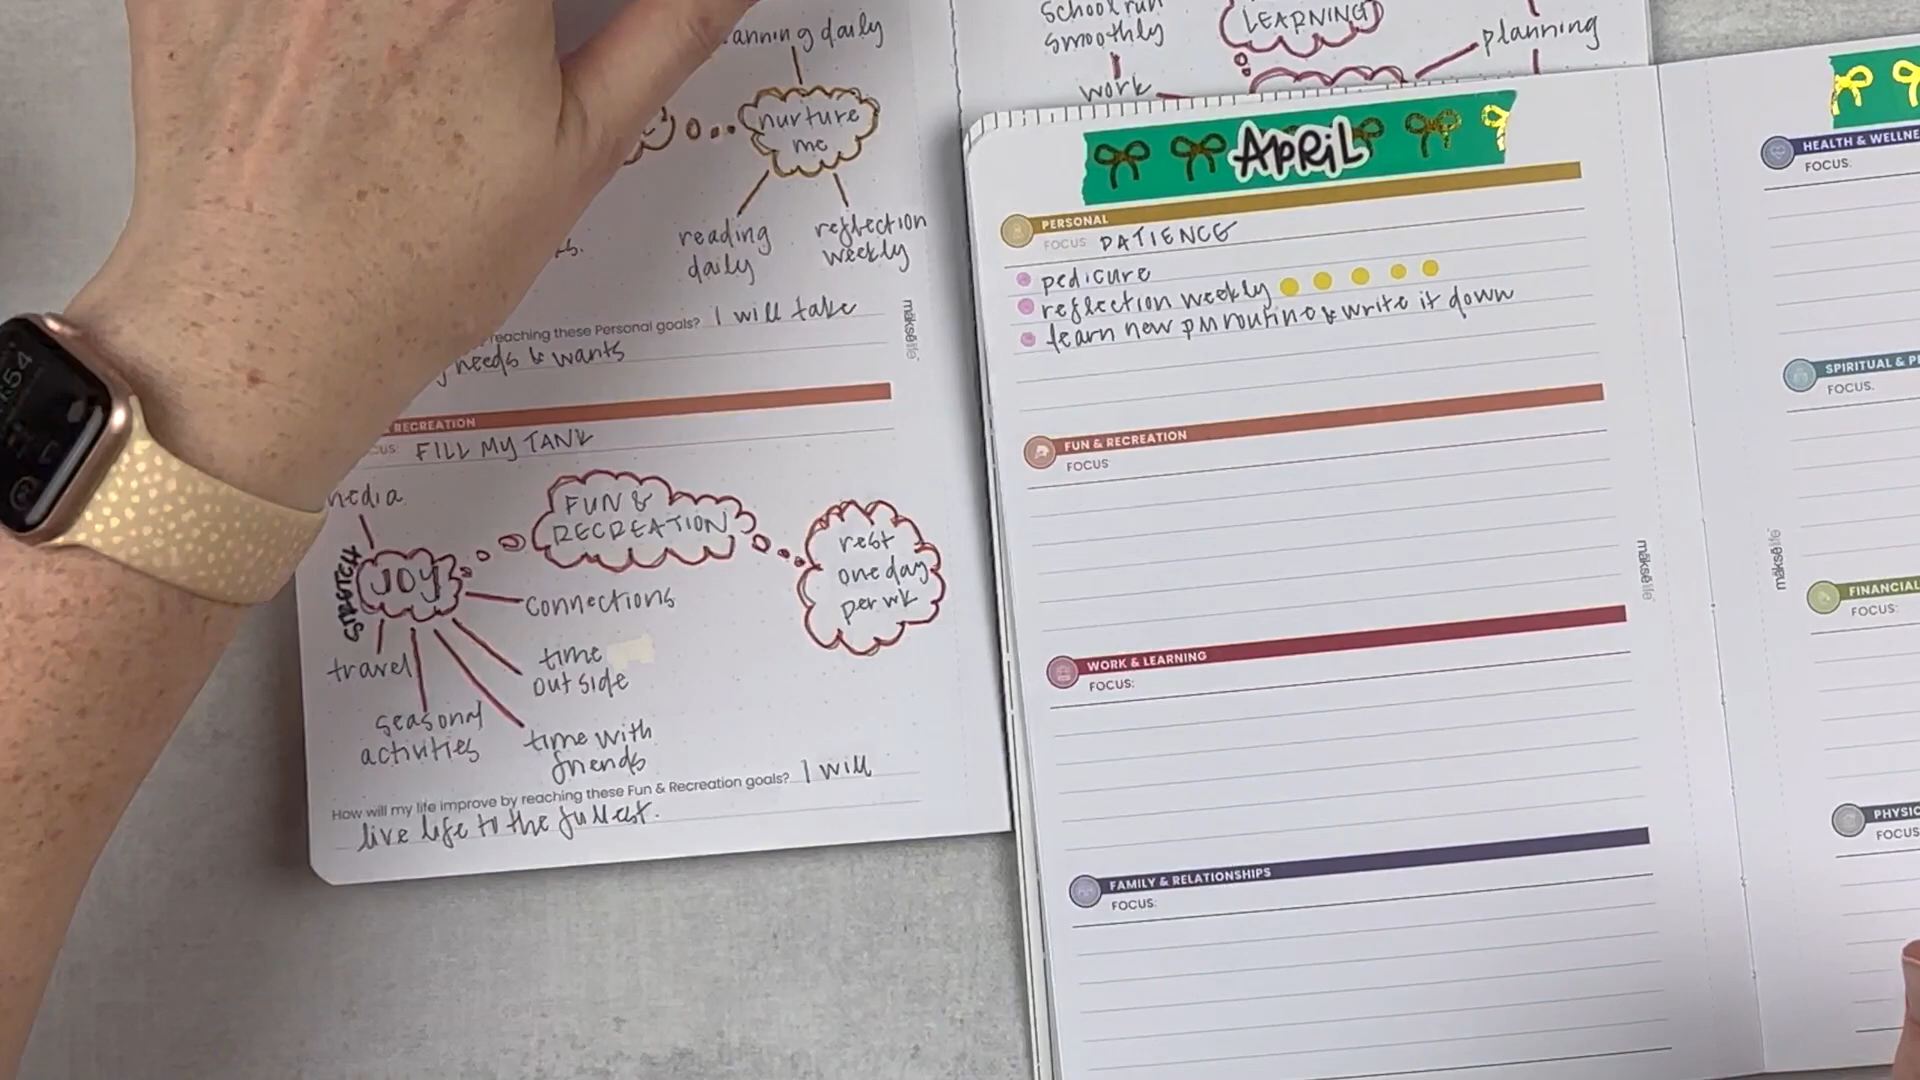 daily
nurture
me
reading
daily
reflection
weekly
reaching these Personal goals? I will take
needs & wants
mäksēlife
RECREATION
FILL MY TANK
media
FUN &
RECREATION
STRETCH
JOY
rest
one day
per wk
connections
time
outside
travel
seasonal
activities
time with
friends
How will my life improve by reaching these Fun & Recreation goals? I will
live life to the fullest.
school run
smoothly
work
LEARNING
planning
APRiL
PERSONAL
FOCUS PATIENCE
pedicure
reflection weekly
learn new pm routine & write it down
FUN & RECREATION
FOCUS
WORK & LEARNING
FOCUS:
FAMILY & RELATIONSHIPS
FOCUS:
mäksēlife
HEALTH & WELLNE
FOCUS:
SPIRITUAL &
FOCUS:
mäksēlife
FINANCIAL
FOCUS:
PHYSIC
FOCUS